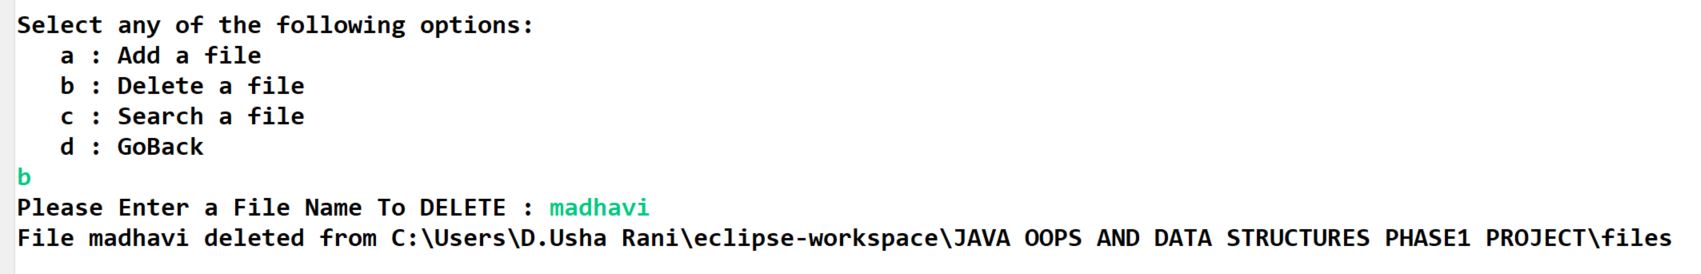 Select any of the following options:
a : Add a file
b : Delete a file
c : Search a file
d : GoBack
b
Please Enter a File Name To DELETE : madhavi
File madhavi deleted from C:\Users\D.Usha Rani\eclipse-workspace\JAVA OOPS AND DATA STRUCTURES PHASE1 PROJECT\files